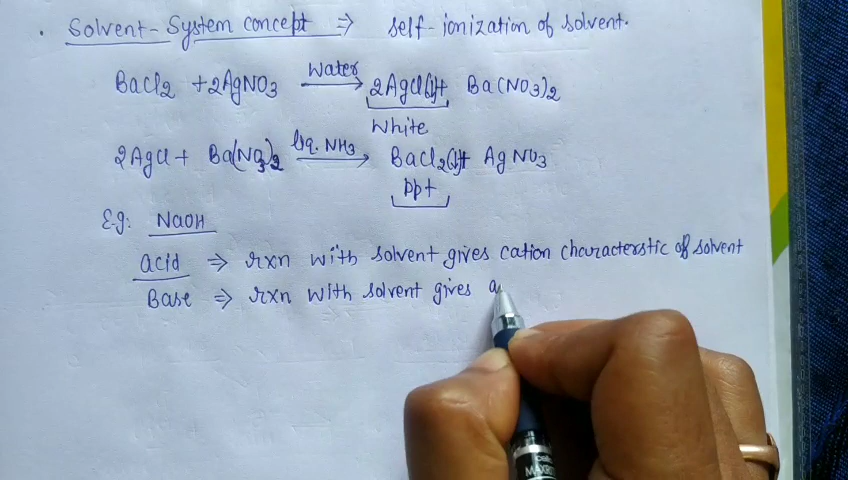 . Solvent-System concept ⇒ self-ionization of solvent.
BaCl2 + 2AgNO3 water → 2AgCl(↓)+ Ba(NO3)2
White
2AgCl + Ba(NO3)2 liq. NH3 → BaCl2(↓)+ AgNO3
ppt
E.g: NaOH
acid ⇒ rxn with solvent gives cation characterstic of solvent
Base ⇒ rxn with solvent gives a